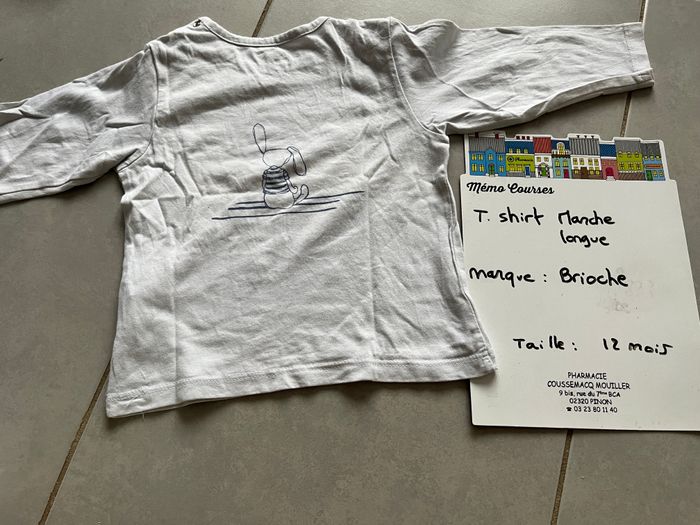 Mémo Courses
T. shirt Manche
longue
marque : Brioche
Taille : 12 mois
PHARMACIE
COUSSEMACQ MOUILLER
9 bis, rue du 7ème BCA
02320 PINON
☎ 03 23 80 11 40